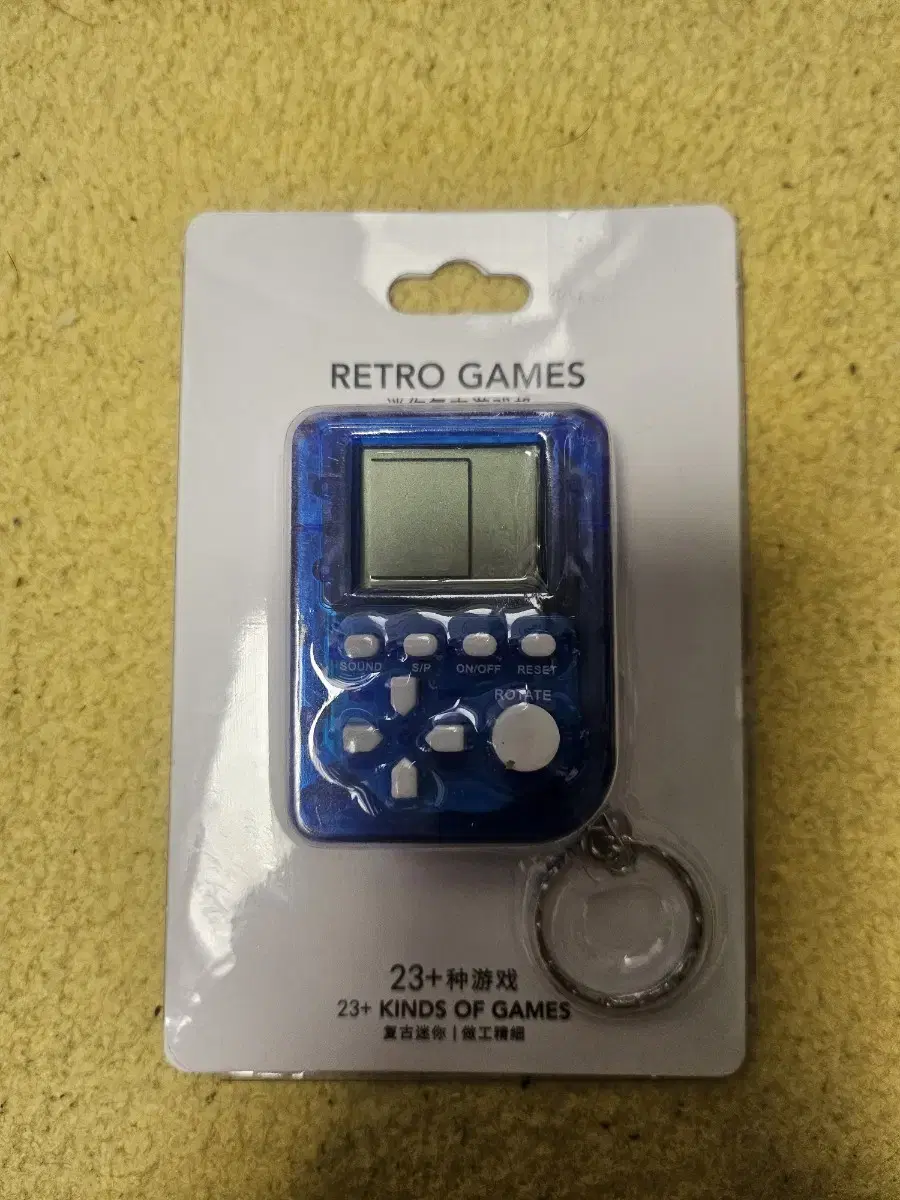 RETRO GAMES
SOUND S/P ON/OFF RESET
ROTATE
23+种游戏
23+ KINDS OF GAMES
复古迷你 | 做工精細